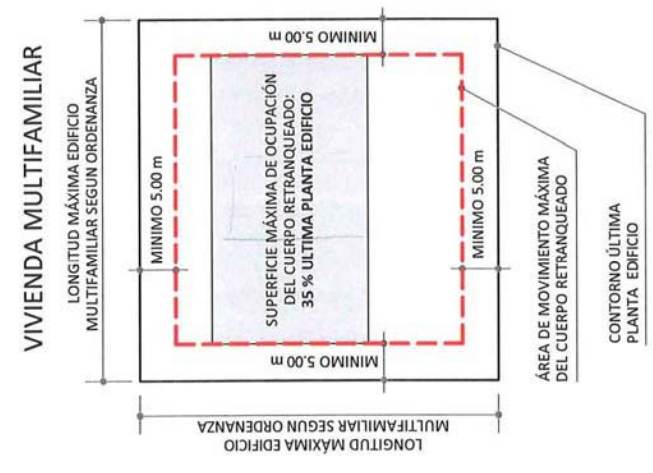 VIVIENDA MULTIFAMILIAR
LONGITUD MÁXIMA EDIFICIO
MULTIFAMILIAR SEGUN ORDENANZA
MINIMO 5.00 m
MINIMO 5.00 m
SUPERFICIE MÁXIMA DE OCUPACIÓN
DEL CUERPO RETRANQUEADO:
35 % ULTIMA PLANTA EDIFICIO
MINIMO 5.00 m
MINIMO 5.00 m
LONGITUD MÁXIMA EDIFICIO
MULTIFAMILIAR SEGUN ORDENANZA
ÁREA DE MOVIMIENTO MÁXIMA
DEL CUERPO RETRANQUEADO
CONTORNO ÚLTIMA
PLANTA EDIFICIO